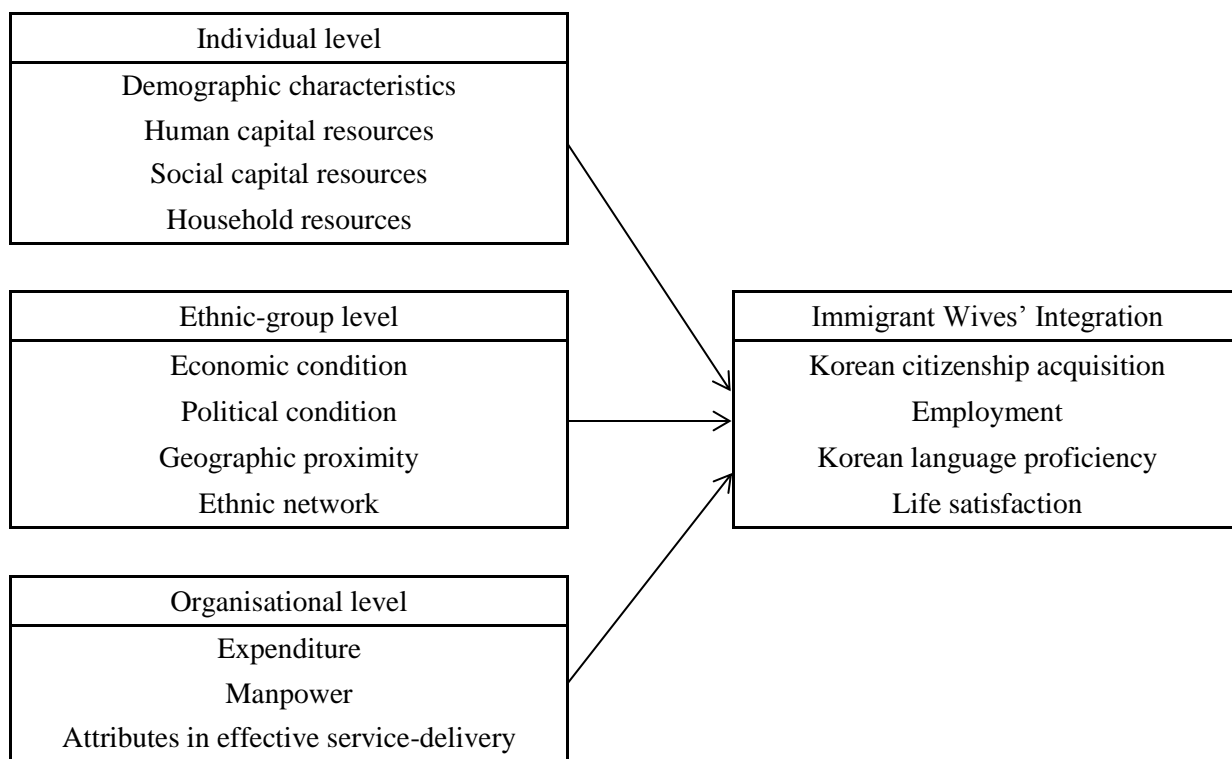 Individual level
Demographic characteristics
Human capital resources
Social capital resources
Household resources
Ethnic-group level
Economic condition
Political condition
Geographic proximity
Ethnic network
Organisational level
Expenditure
Manpower
Attributes in effective service-delivery
Immigrant Wives’ Integration
Korean citizenship acquisition
Employment
Korean language proficiency
Life satisfaction